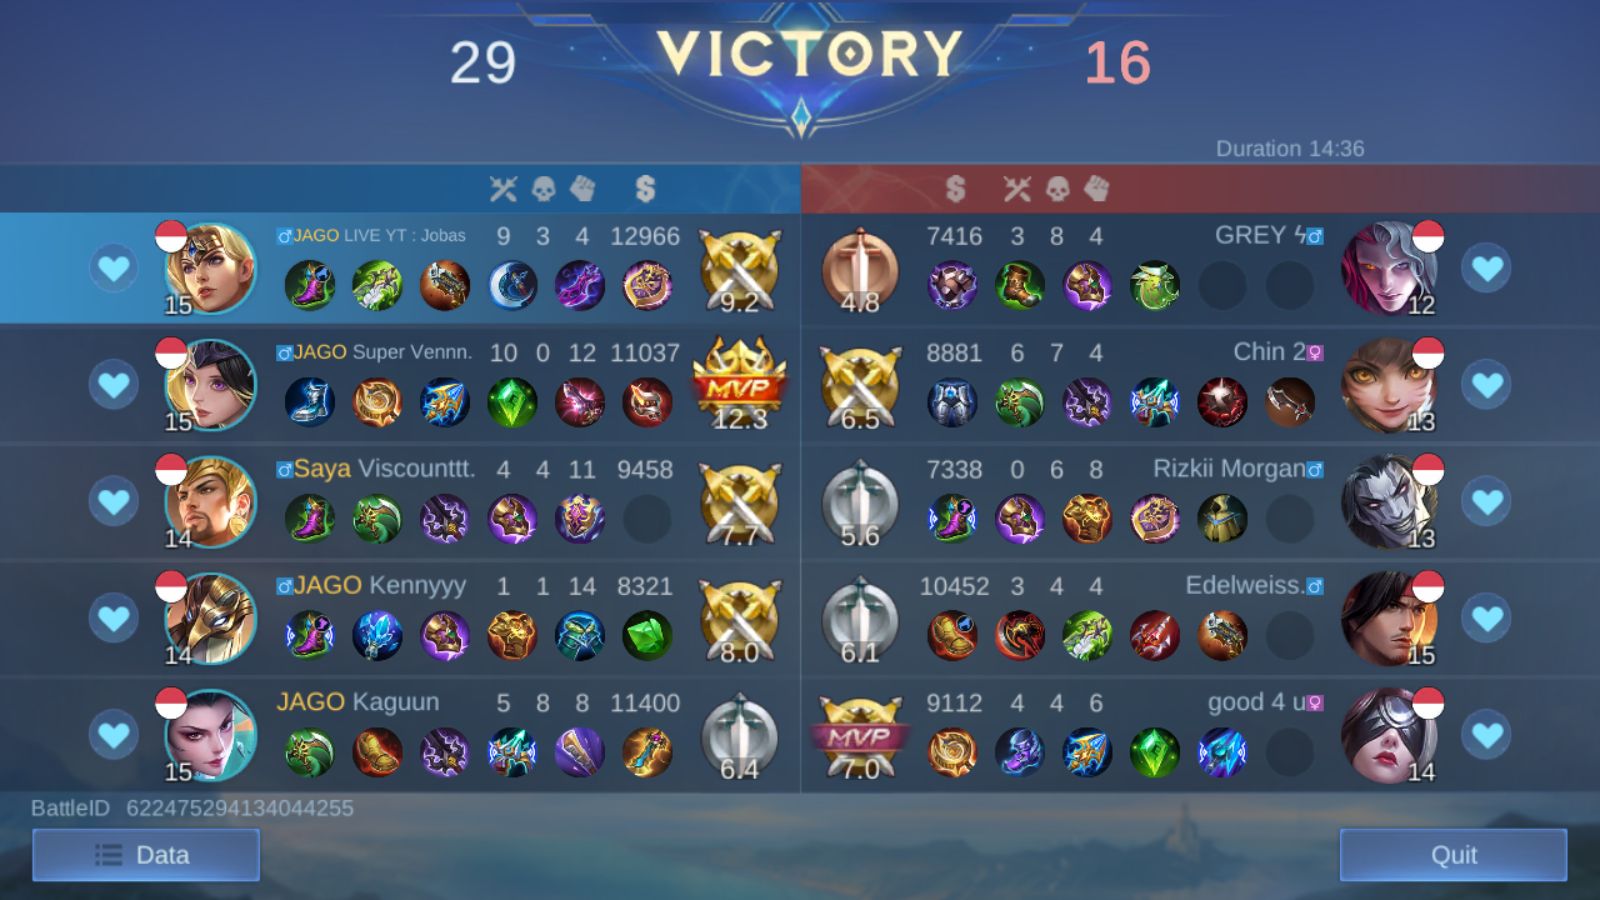 29 VICTORY 16
Duration 14:36
JAGO LIVE YT : Jobas 9 3 4 12966
15 9.2
7416 3 8 4 GREY ϟ
4.8 12
JAGO Super Vennn. 10 0 12 11037
MVP
15 12.3
8881 6 7 4 Chin 2
6.5 13
Saya Viscounttt. 4 4 11 9458
14 7.7
7338 0 6 8 Rizkii Morgan
5.6 13
JAGO Kennyyy 1 1 14 8321
14 8.0
10452 3 4 4 Edelweiss.
6.1 15
JAGO Kaguun 5 8 8 11400
15 6.4
9112 4 4 6 good 4 u
MVP
7.0 14
BattleID 622475294134044255
Data
Quit